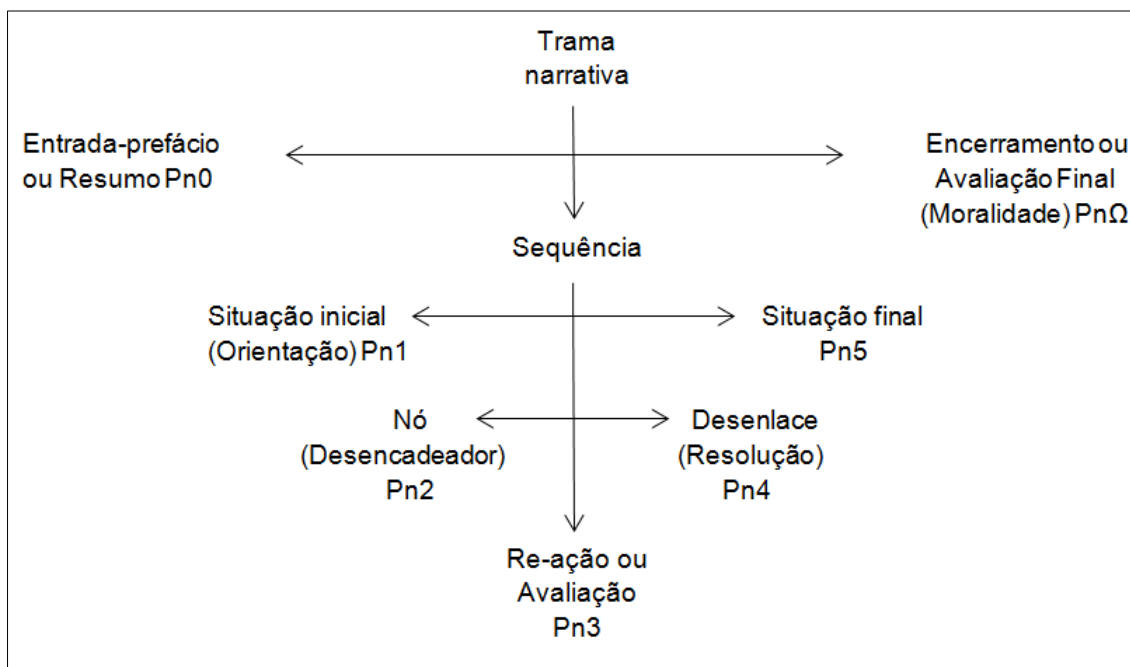 Trama
narrativa
Entrada-prefácio
ou Resumo Pn0
Encerramento ou
Avaliação Final
(Moralidade) PnΩ
Sequência
Situação inicial
(Orientação) Pn1
Situação final
Pn5
Nó
(Desencadeador)
Pn2
Desenlace
(Resolução)
Pn4
Re-ação ou
Avaliação
Pn3